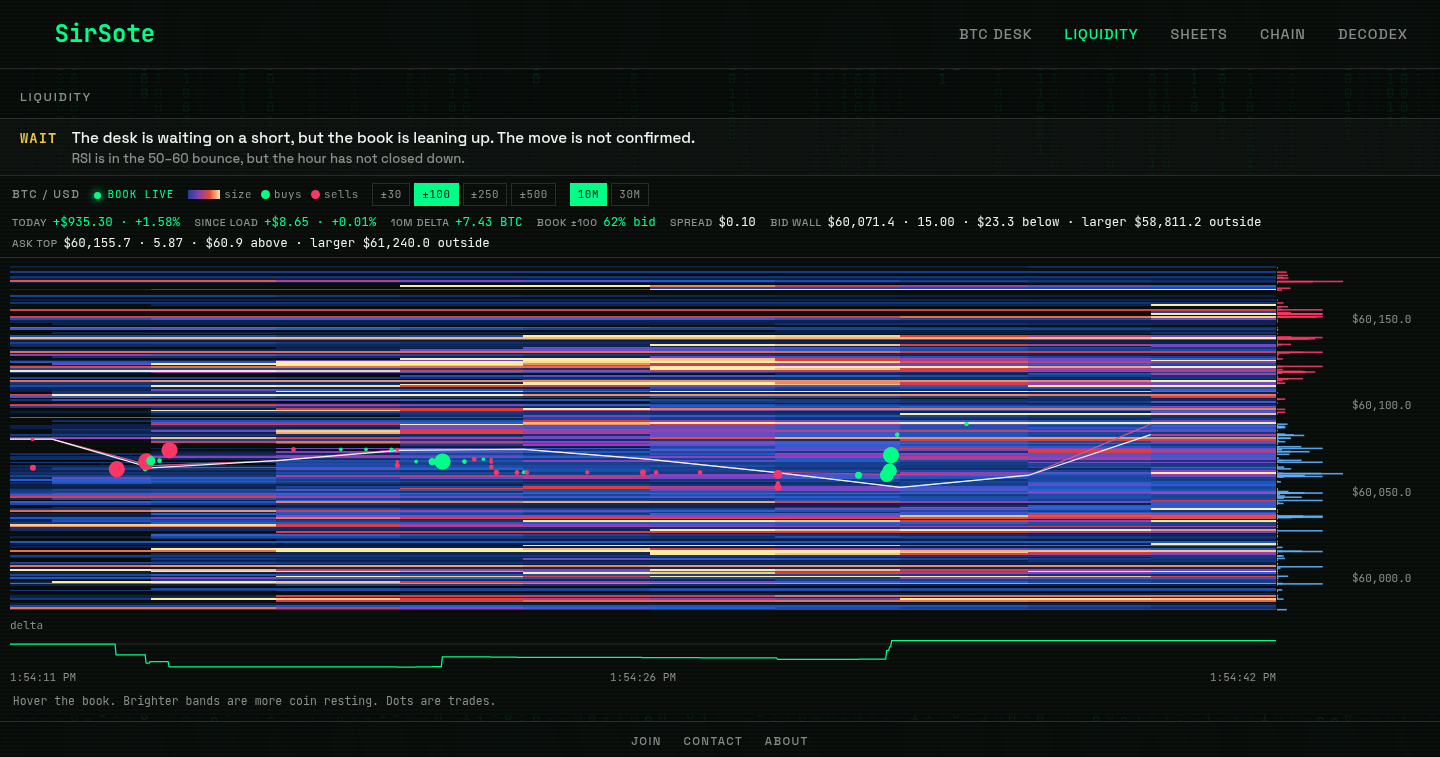 SirSote
BTC DESK LIQUIDITY SHEETS CHAIN DECODEX
LIQUIDITY
WAIT The desk is waiting on a short, but the book is leaning up. The move is not confirmed.
RSI is in the 50–60 bounce, but the hour has not closed down.
BTC / USD BOOK LIVE size buys sells ±30 ±100 ±250 ±500 10M 30M
TODAY +$935.30 · +1.58% SINCE LOAD +$8.65 · +0.01% 10M DELTA +7.43 BTC BOOK ±100 62% bid SPREAD $0.10 BID WALL $60,071.4 · 15.00 · $23.3 below · larger $58,811.2 outside
ASK TOP $60,155.7 · 5.87 · $60.9 above · larger $61,240.0 outside
$60,150.0
$60,100.0
$60,050.0
$60,000.0
delta
1:54:11 PM 1:54:26 PM 1:54:42 PM
Hover the book. Brighter bands are more coin resting. Dots are trades.
JOIN CONTACT ABOUT